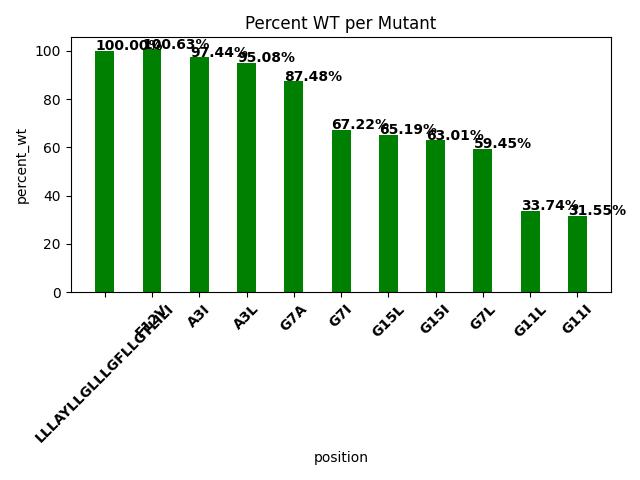 Percent WT per Mutant
percent_wt
100
80
60
40
20
0
100.00%
100.63%
97.44%
95.08%
87.48%
67.22%
65.19%
63.01%
59.45%
33.74%
31.55%
F12V
A3I
A3L
G7A
G7I
G15L
G15I
G7L
G11L
G11I
position